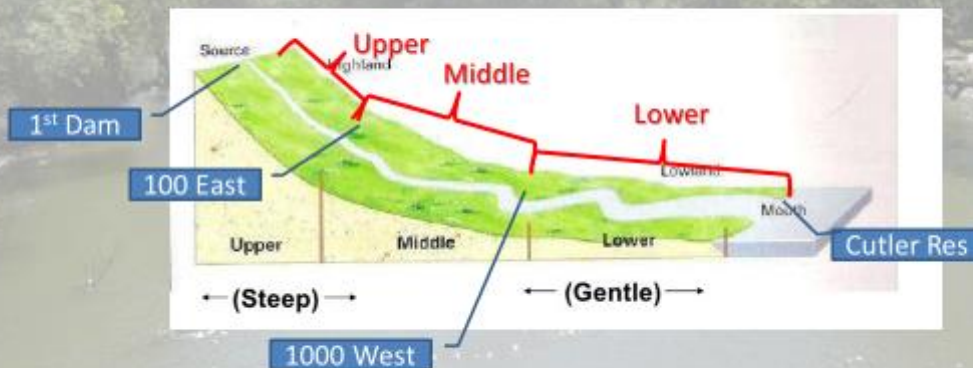 Source
Upper
Highland
Middle
1st Dam
Lower
Lowland
100 East
Mouth
Upper
Middle
Lower
Cutler Res
(Steep)
(Gentle)
1000 West